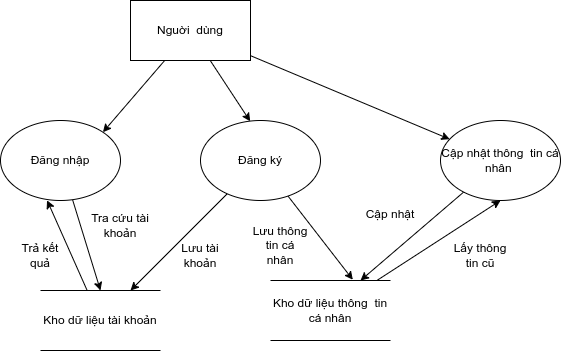 Người dùng
Đăng nhập
Đăng ký
Cập nhật thông tin cá
nhân
Tra cứu tài
khoản
Trả kết
quả
Lưu tài
khoản
Lưu thông
tin cá
nhân
Cập nhật
Lấy thông
tin cũ
Kho dữ liệu tài khoản
Kho dữ liệu thông tin
cá nhân